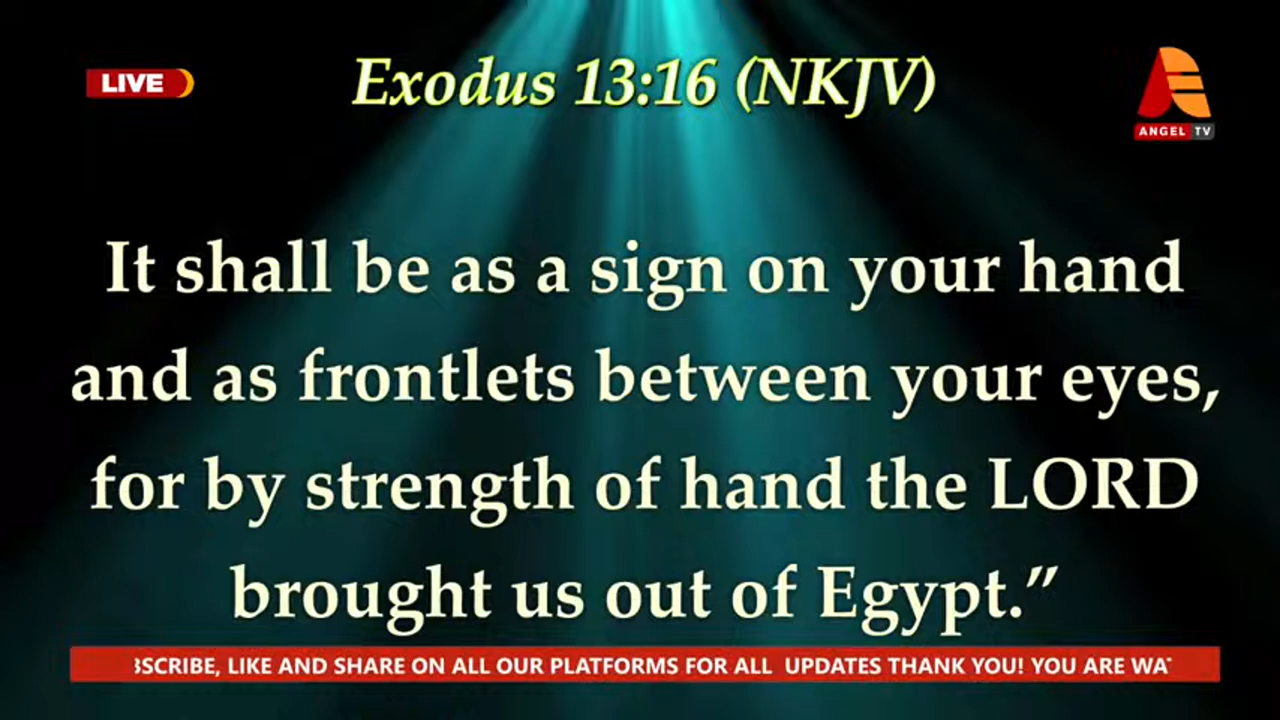 LIVE
Exodus 13:16 (NKJV)
ANGEL TV
It shall be as a sign on your hand
and as frontlets between your eyes,
for by strength of hand the LORD
brought us out of Egypt.”
LIKE AND SHARE ON ALL OUR PLATFORMS FOR ALL UPDATES THANK YOU! YOU ARE